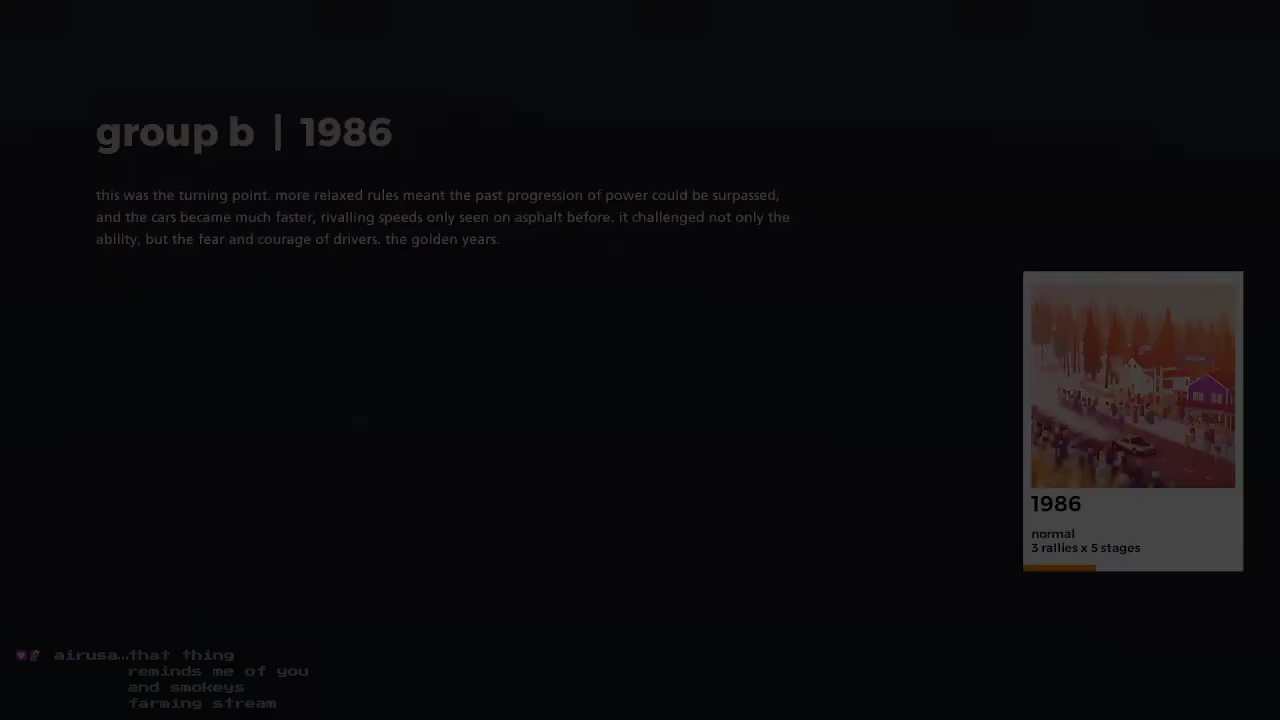 group b | 1986
this was the turning point. more relaxed rules meant the past progression of power could be surpassed,
and the cars became much faster, rivalling speeds only seen on asphalt before. it challenged not only the
ability, but the fear and courage of drivers. the golden years.
1986
normal
3 rallies x 5 stages
airusa…that thing
reminds me of you
and smokeys
farming stream